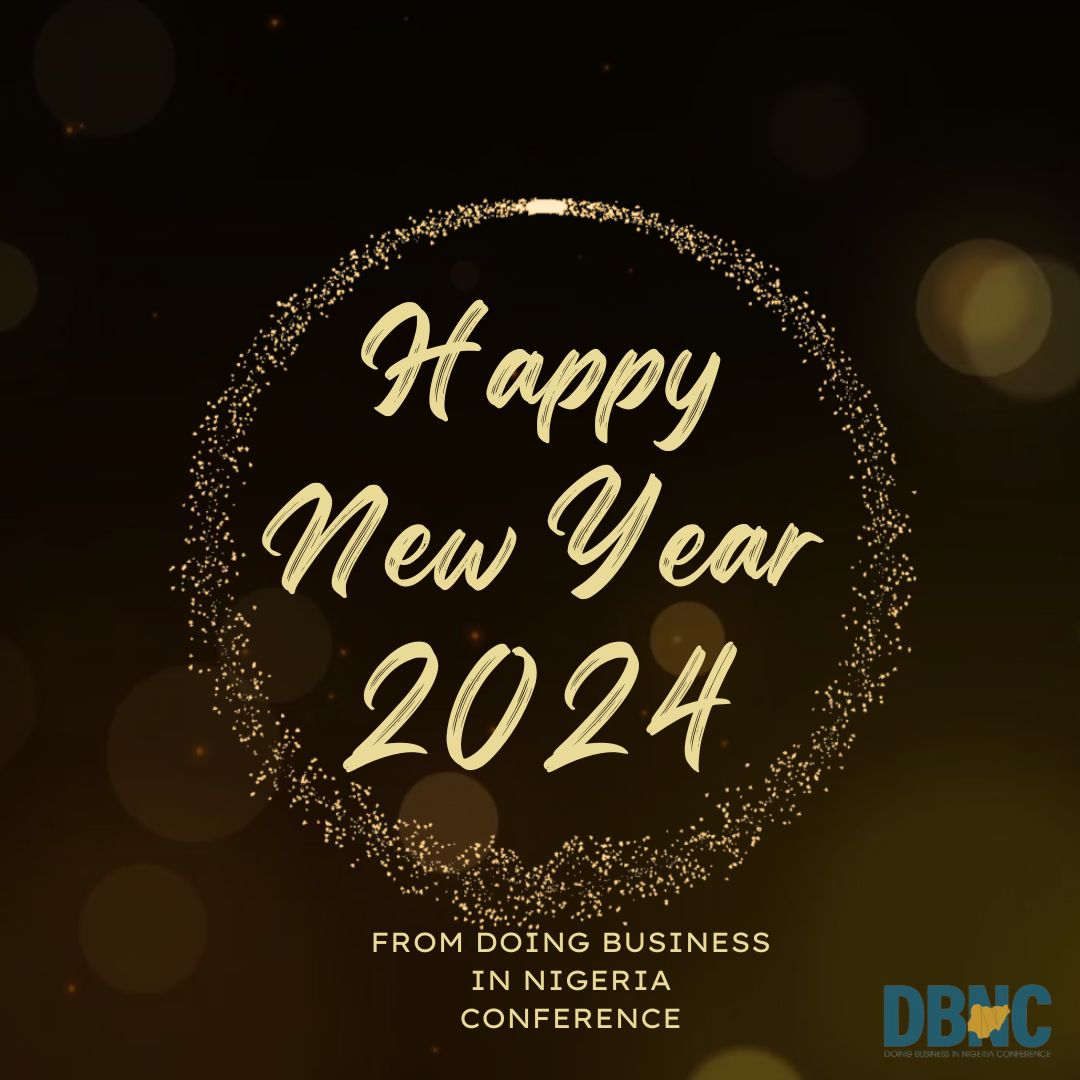 Happy
New Year
2024
FROM DOING BUSINESS
IN NIGERIA
CONFERENCE
DBNC
DOING BUSINESS IN NIGERIA CONFERENCE